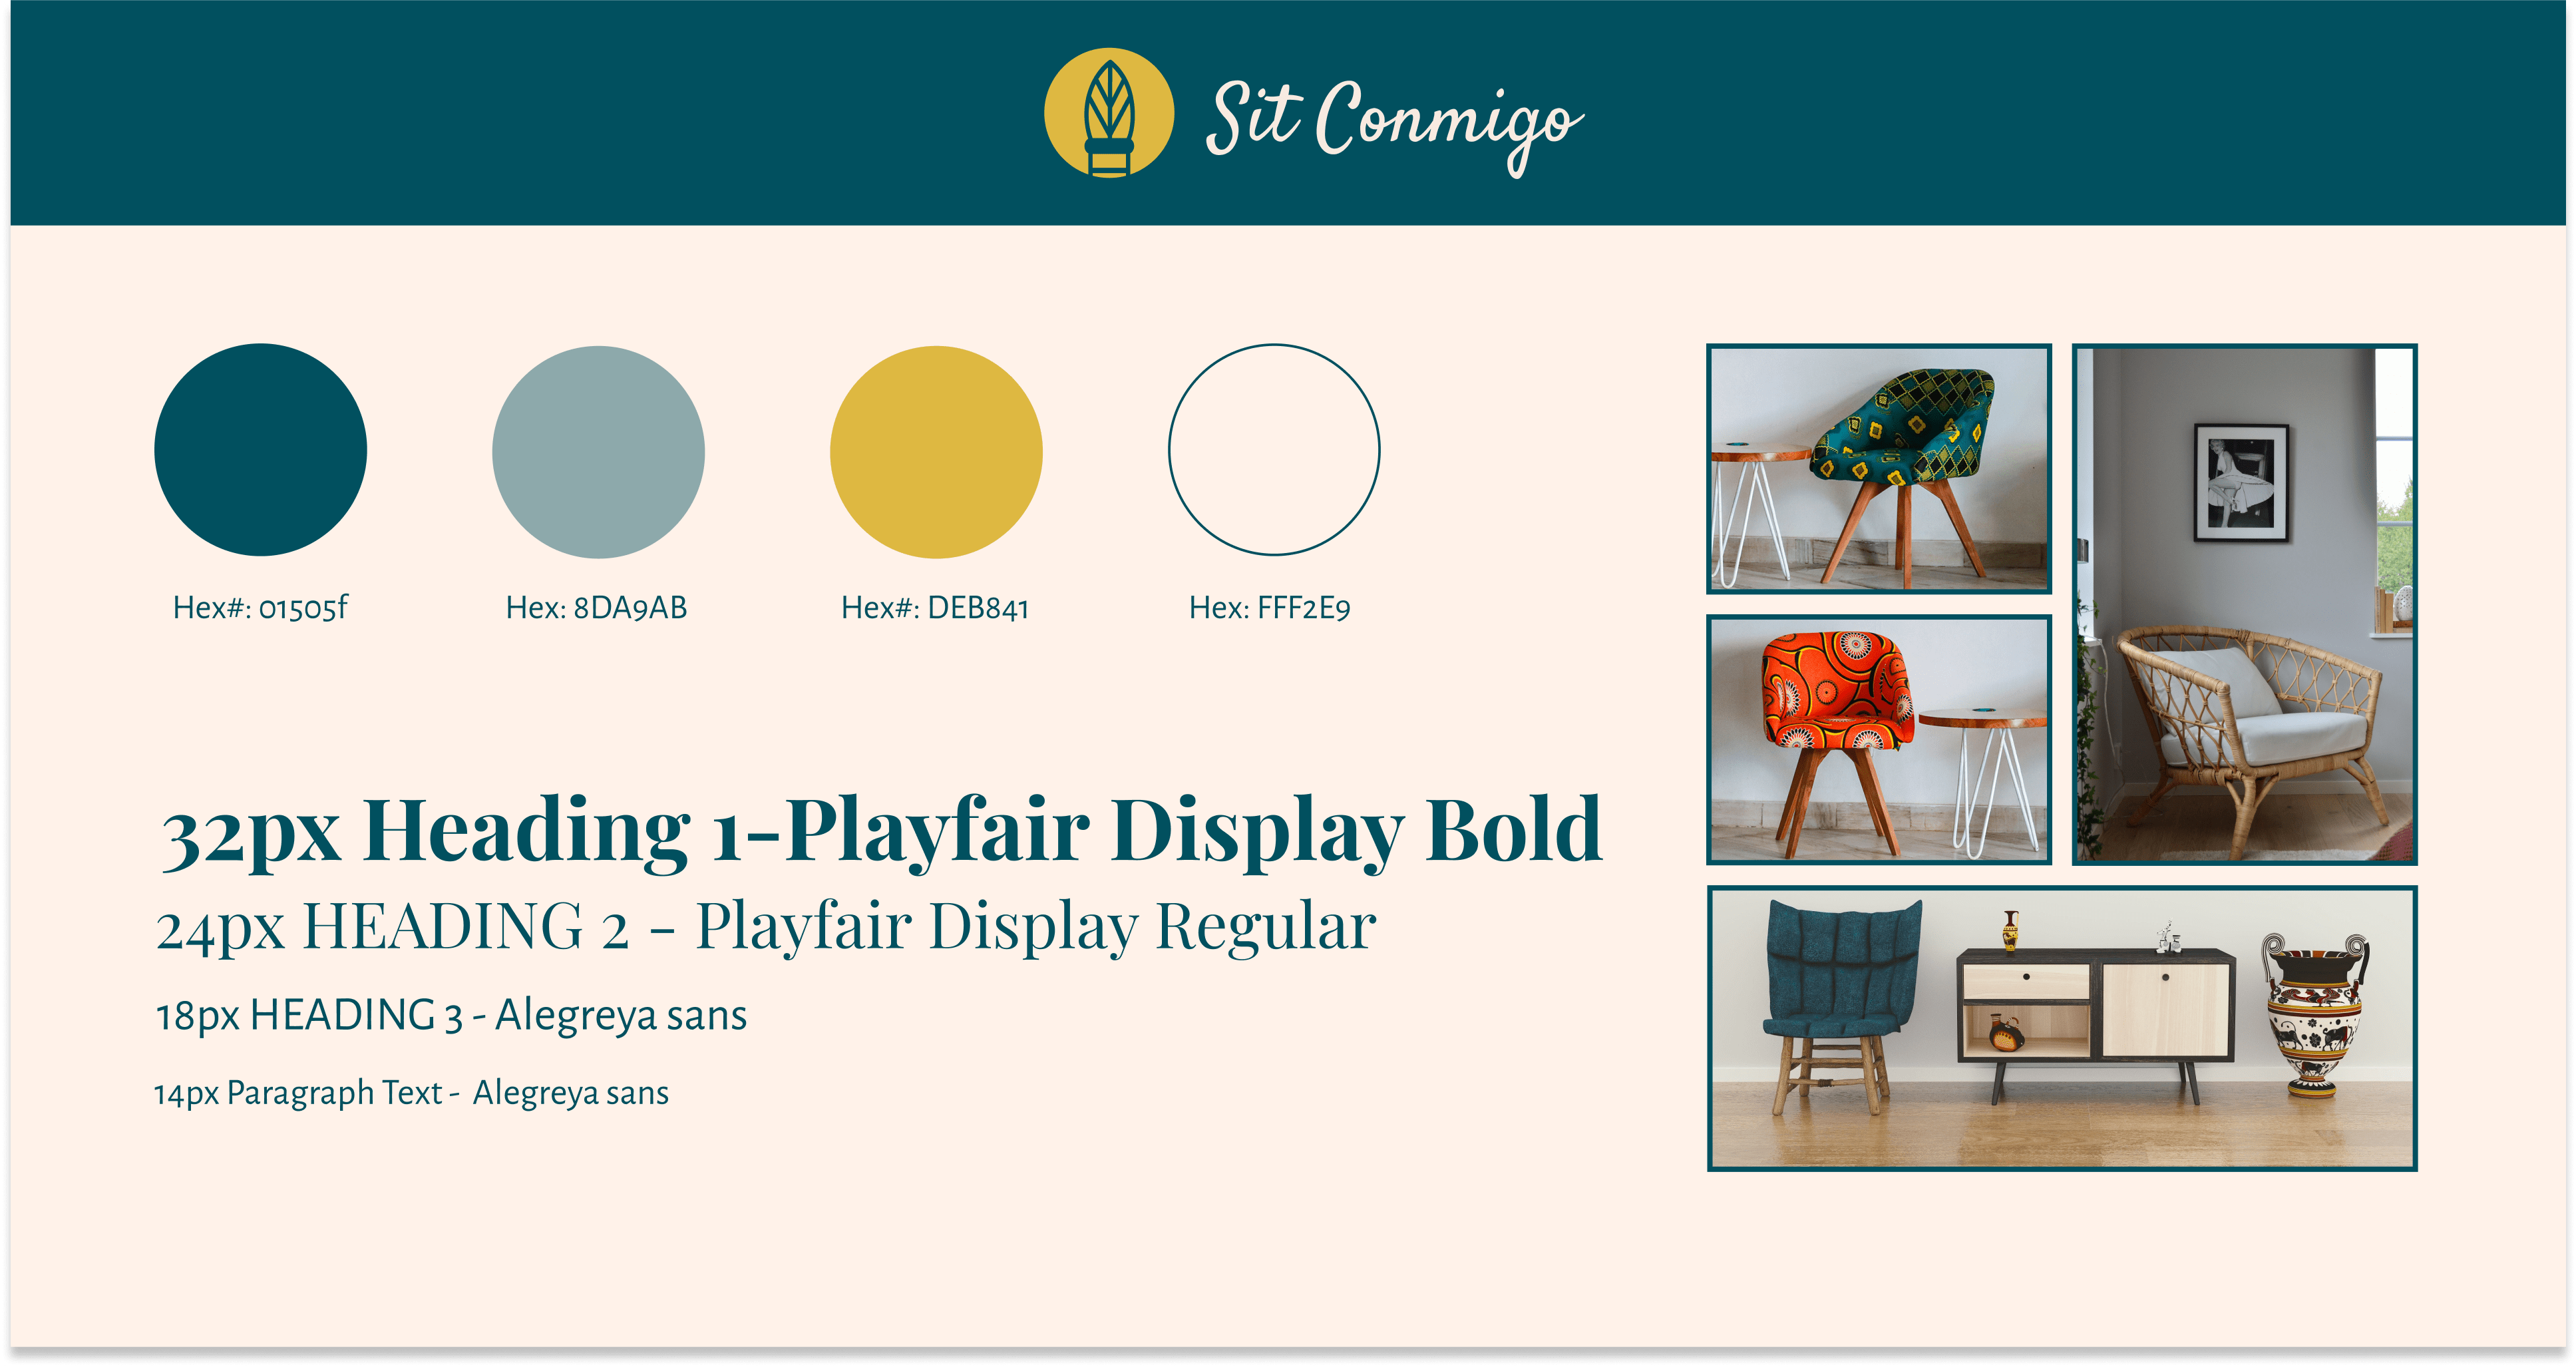 Sit Conmigo
Hex#: 01505f
Hex: 8DA9AB
Hex#: DEB841
Hex: FFF2E9
32px Heading 1-Playfair Display Bold
24px HEADING 2 - Playfair Display Regular
18px HEADING 3 - Alegreya sans
14px Paragraph Text - Alegreya sans